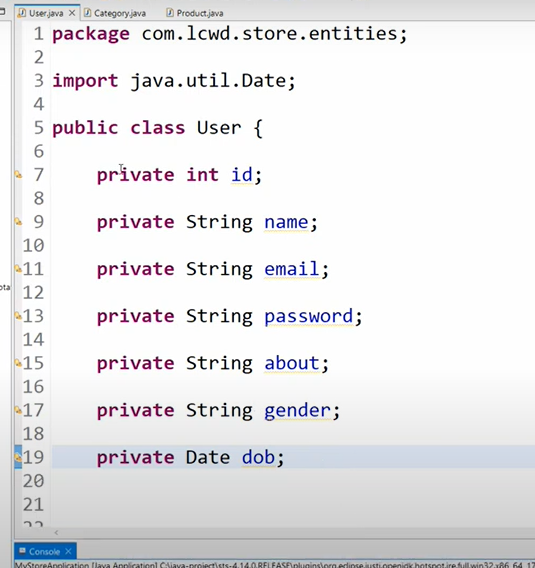 User.java Category.java Product.java
1 package com.lcwd.store.entities;
2
3 import java.util.Date;
4
5 public class User {
6
7 private int id;
8
9 private String name;
10
11 private String email;
12
13 private String password;
14
15 private String about;
16
17 private String gender;
18
19 private Date dob;
20
21
22
Console
MyStoreApplication [Java Application] C:\java-project\sts-4.14.0.RELEASE\plugins\org.eclipse.justj.openjdk.hotspot.jre.full.win32.x86_64_17